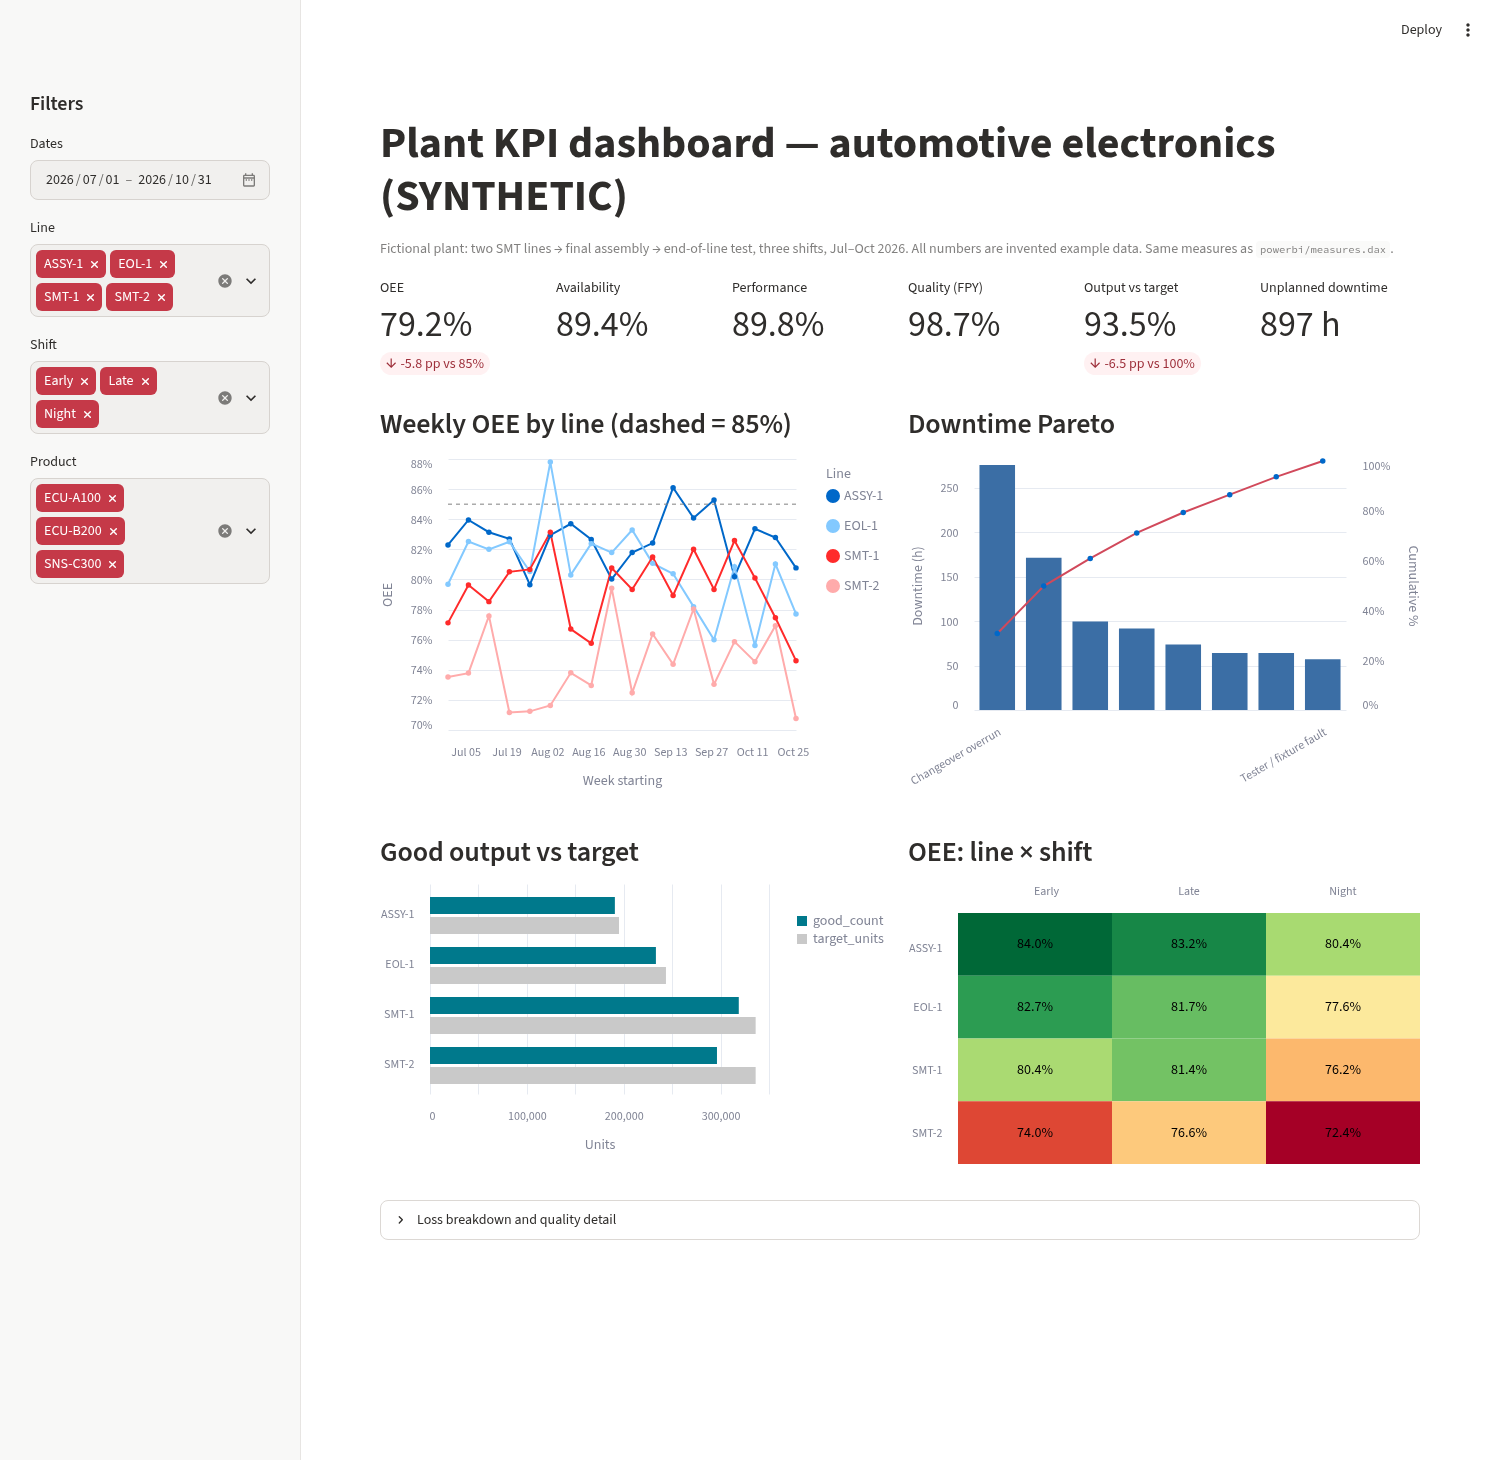 Deploy
Filters
Dates
2026/07/01 – 2026/10/31
Line
ASSY-1 EOL-1
SMT-1 SMT-2
Shift
Early Late
Night
Product
ECU-A100
ECU-B200
SNS-C300
Plant KPI dashboard — automotive electronics
(SYNTHETIC)
Fictional plant: two SMT lines → final assembly → end-of-line test, three shifts, Jul–Oct 2026. All numbers are invented example data. Same measures as powerbi/measures.dax .
OEE
79.2%
↓ -5.8 pp vs 85%
Availability
89.4%
Performance
89.8%
Quality (FPY)
98.7%
Output vs target
93.5%
↓ -6.5 pp vs 100%
Unplanned downtime
897 h
Weekly OEE by line (dashed = 85%)
88%
86%
84%
82%
80%
78%
76%
74%
72%
70%
OEE
Jul 05 Jul 19 Aug 02 Aug 16 Aug 30 Sep 13 Sep 27 Oct 11 Oct 25
Week starting
Line
ASSY-1
EOL-1
SMT-1
SMT-2
Downtime Pareto
250
200
150
100
50
0
Downtime (h)
100%
80%
60%
40%
20%
0%
Cumulative %
Changeover overrun
Tester / fixture fault
Good output vs target
ASSY-1
EOL-1
SMT-1
SMT-2
0 100,000 200,000 300,000
Units
good_count
target_units
OEE: line × shift
Early Late Night
ASSY-1 84.0% 83.2% 80.4%
EOL-1 82.7% 81.7% 77.6%
SMT-1 80.4% 81.4% 76.2%
SMT-2 74.0% 76.6% 72.4%
Loss breakdown and quality detail